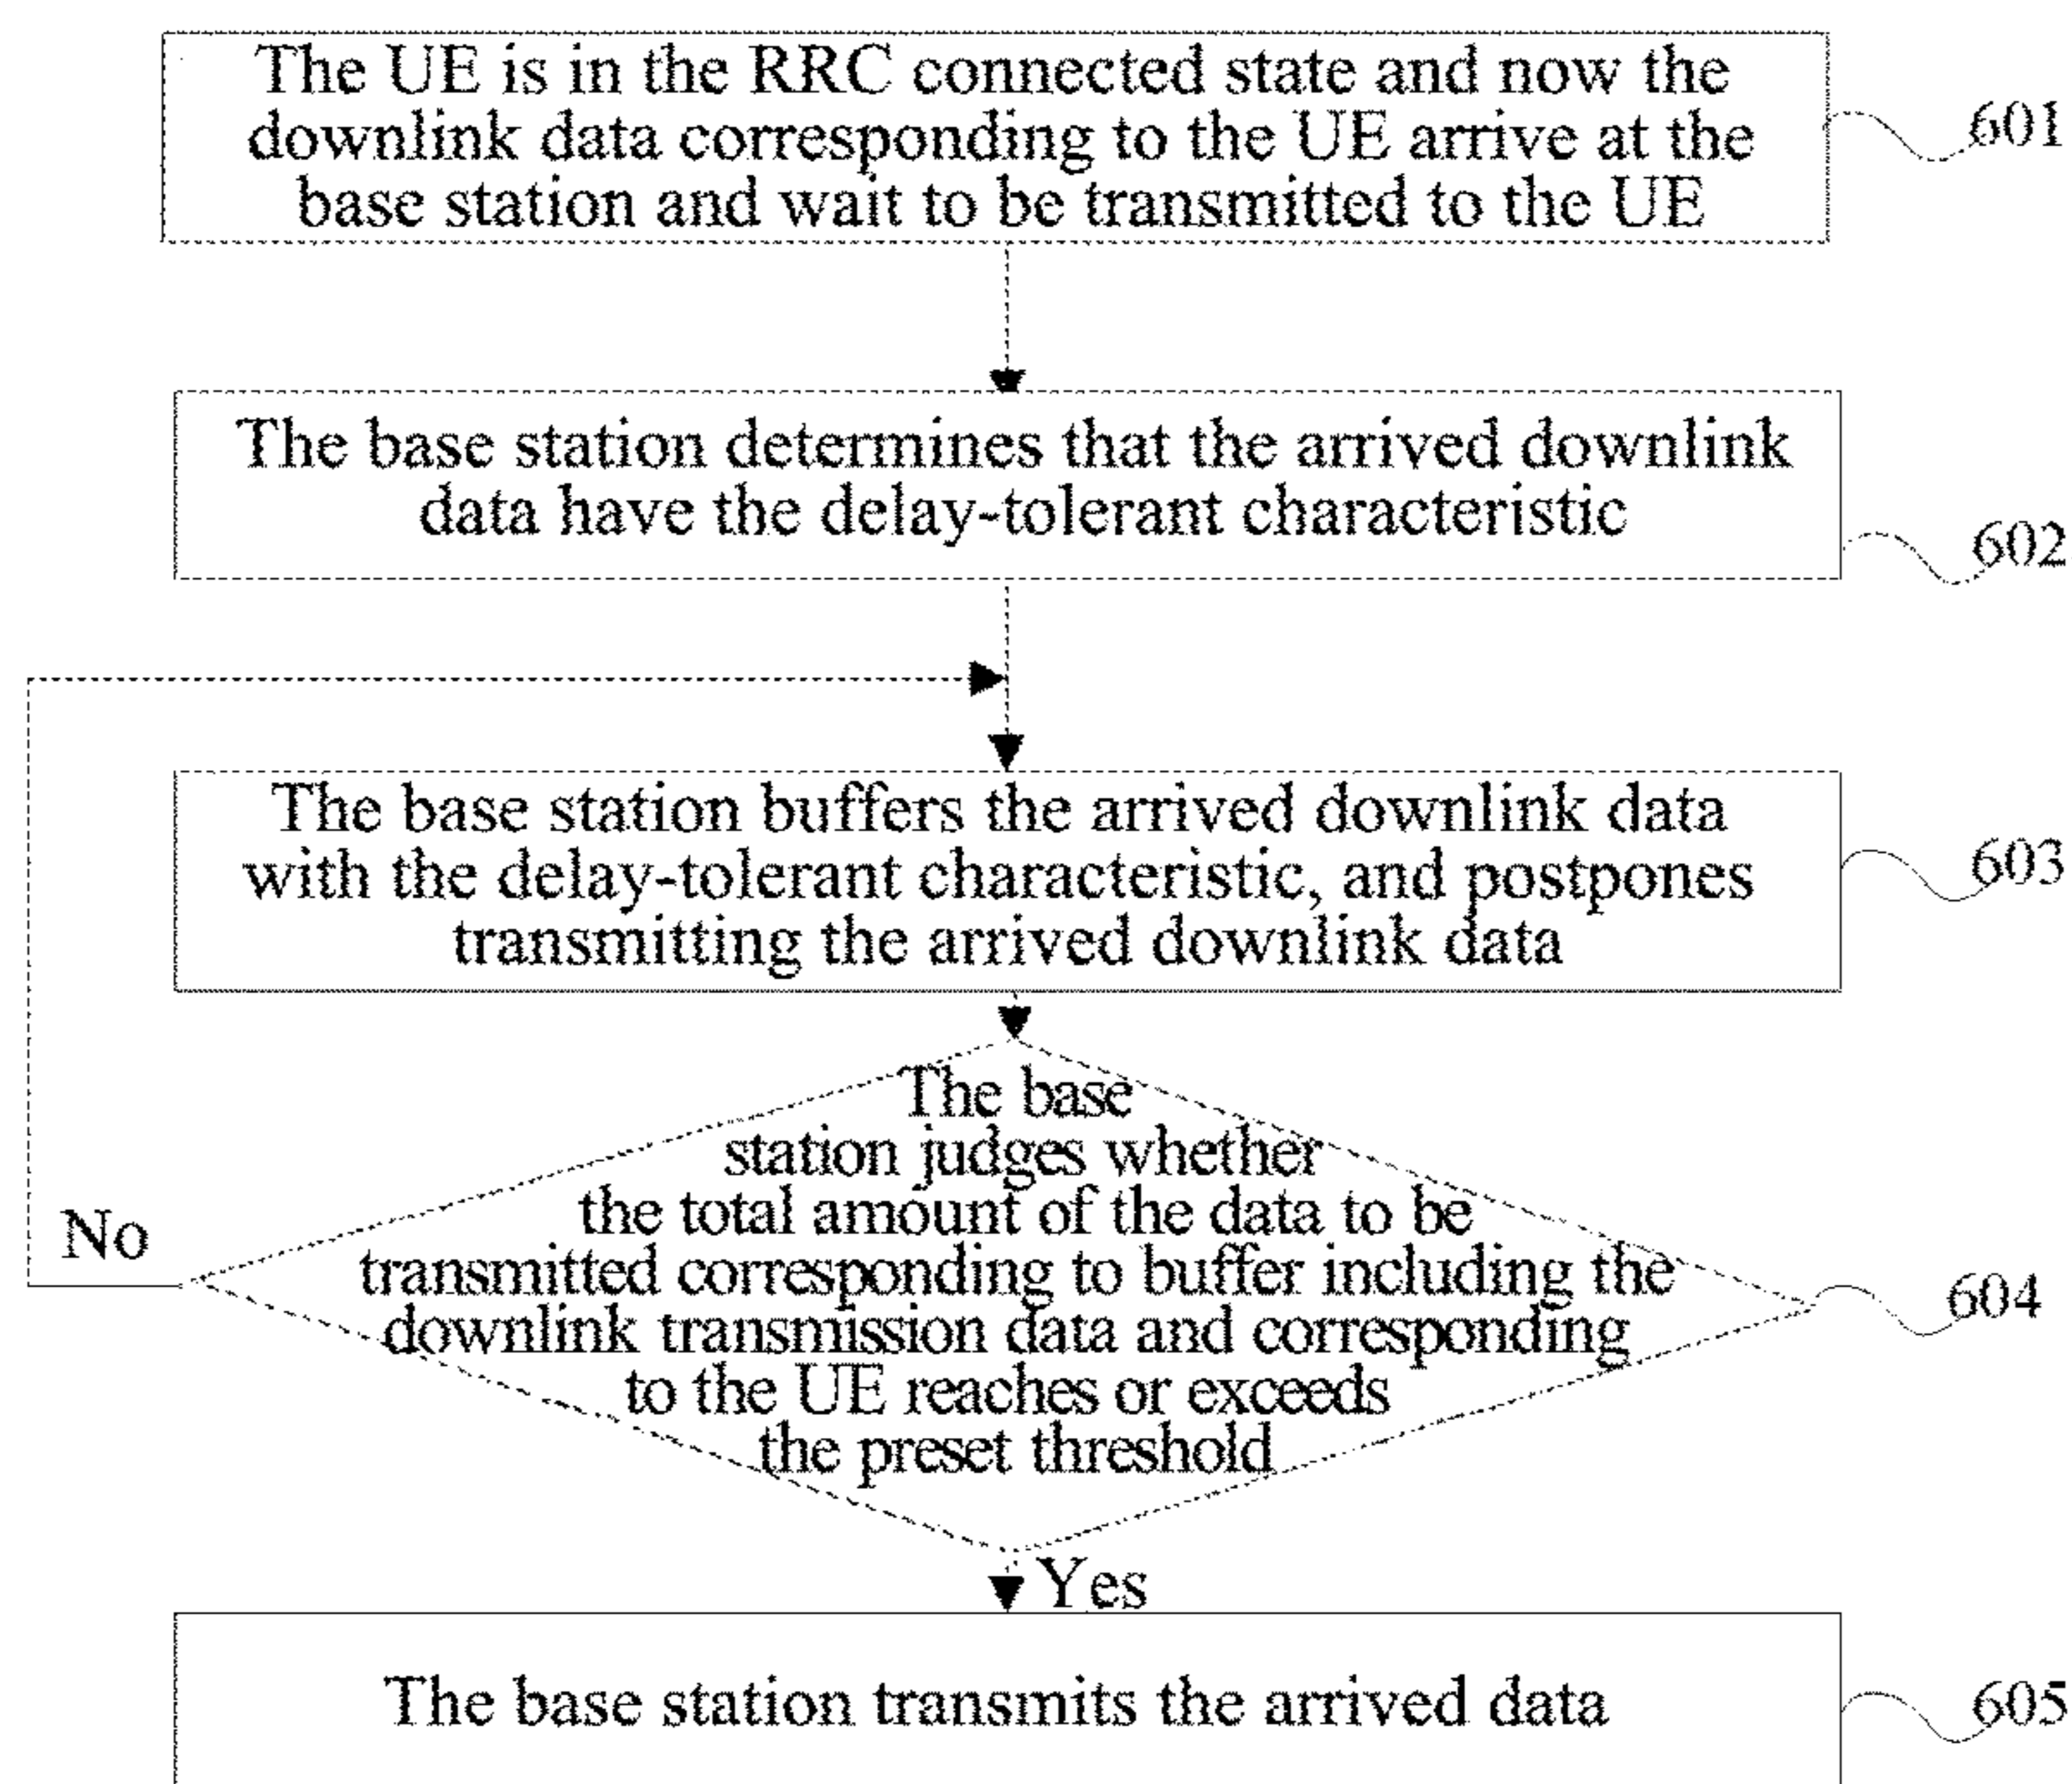 The UE is in the RRC connected state and now the
downlink data corresponding to the UE arrive at the
base station and wait to be transmitted to the UE
601
The base station determines that the arrived downlink
data have the delay-tolerant characteristic
602
The base station buffers the arrived downlink data
with the delay-tolerant characteristic, and postpones
transmitting the arrived downlink data
603
The base
station judges whether
the total amount of the data to be
transmitted corresponding to buffer including the
downlink transmission data and corresponding
to the UE reaches or exceeds
the preset threshold
No
604
Yes
The base station transmits the arrived data
605